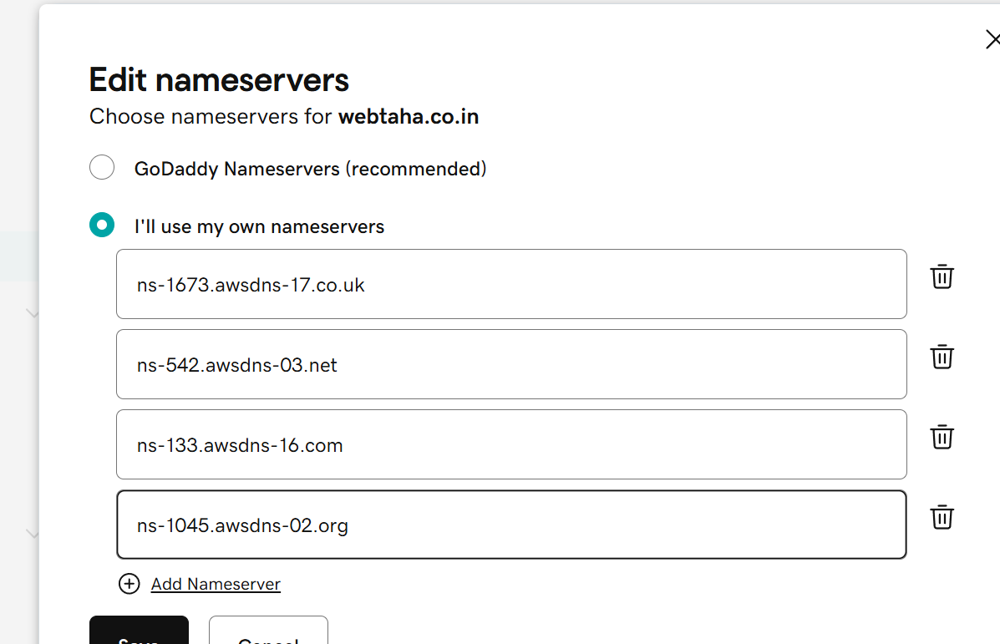 Edit nameservers
Choose nameservers for webtaha.co.in
GoDaddy Nameservers (recommended)
I'll use my own nameservers
ns-1673.awsdns-17.co.uk
ns-542.awsdns-03.net
ns-133.awsdns-16.com
ns-1045.awsdns-02.org
Add Nameserver
Save Cancel